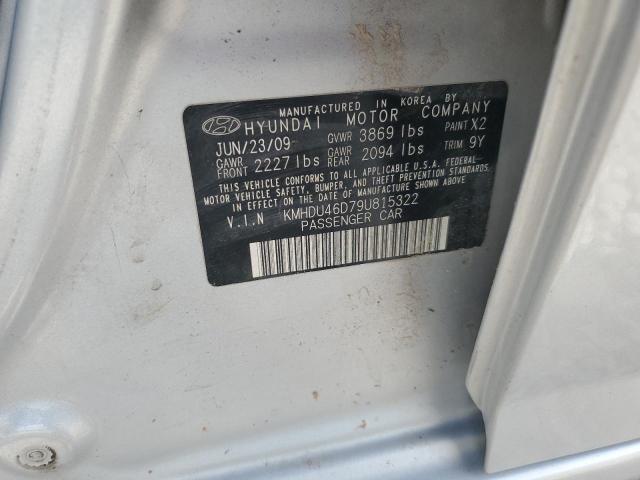 MANUFACTURED IN KOREA BY
HYUNDAI MOTOR COMPANY
JUN/23/09 GVWR 3869 lbs PAINT X2
GAWR FRONT 2227 lbs GAWR REAR 2094 lbs TRIM 9Y
THIS VEHICLE CONFORMS TO ALL APPLICABLE U.S.A. FEDERAL
MOTOR VEHICLE SAFETY, BUMPER, AND THEFT PREVENTION STANDARDS
IN EFFECT ON THE DATE OF MANUFACTURE SHOWN ABOVE.
V.I.N KMHDU46D79U815322
PASSENGER CAR